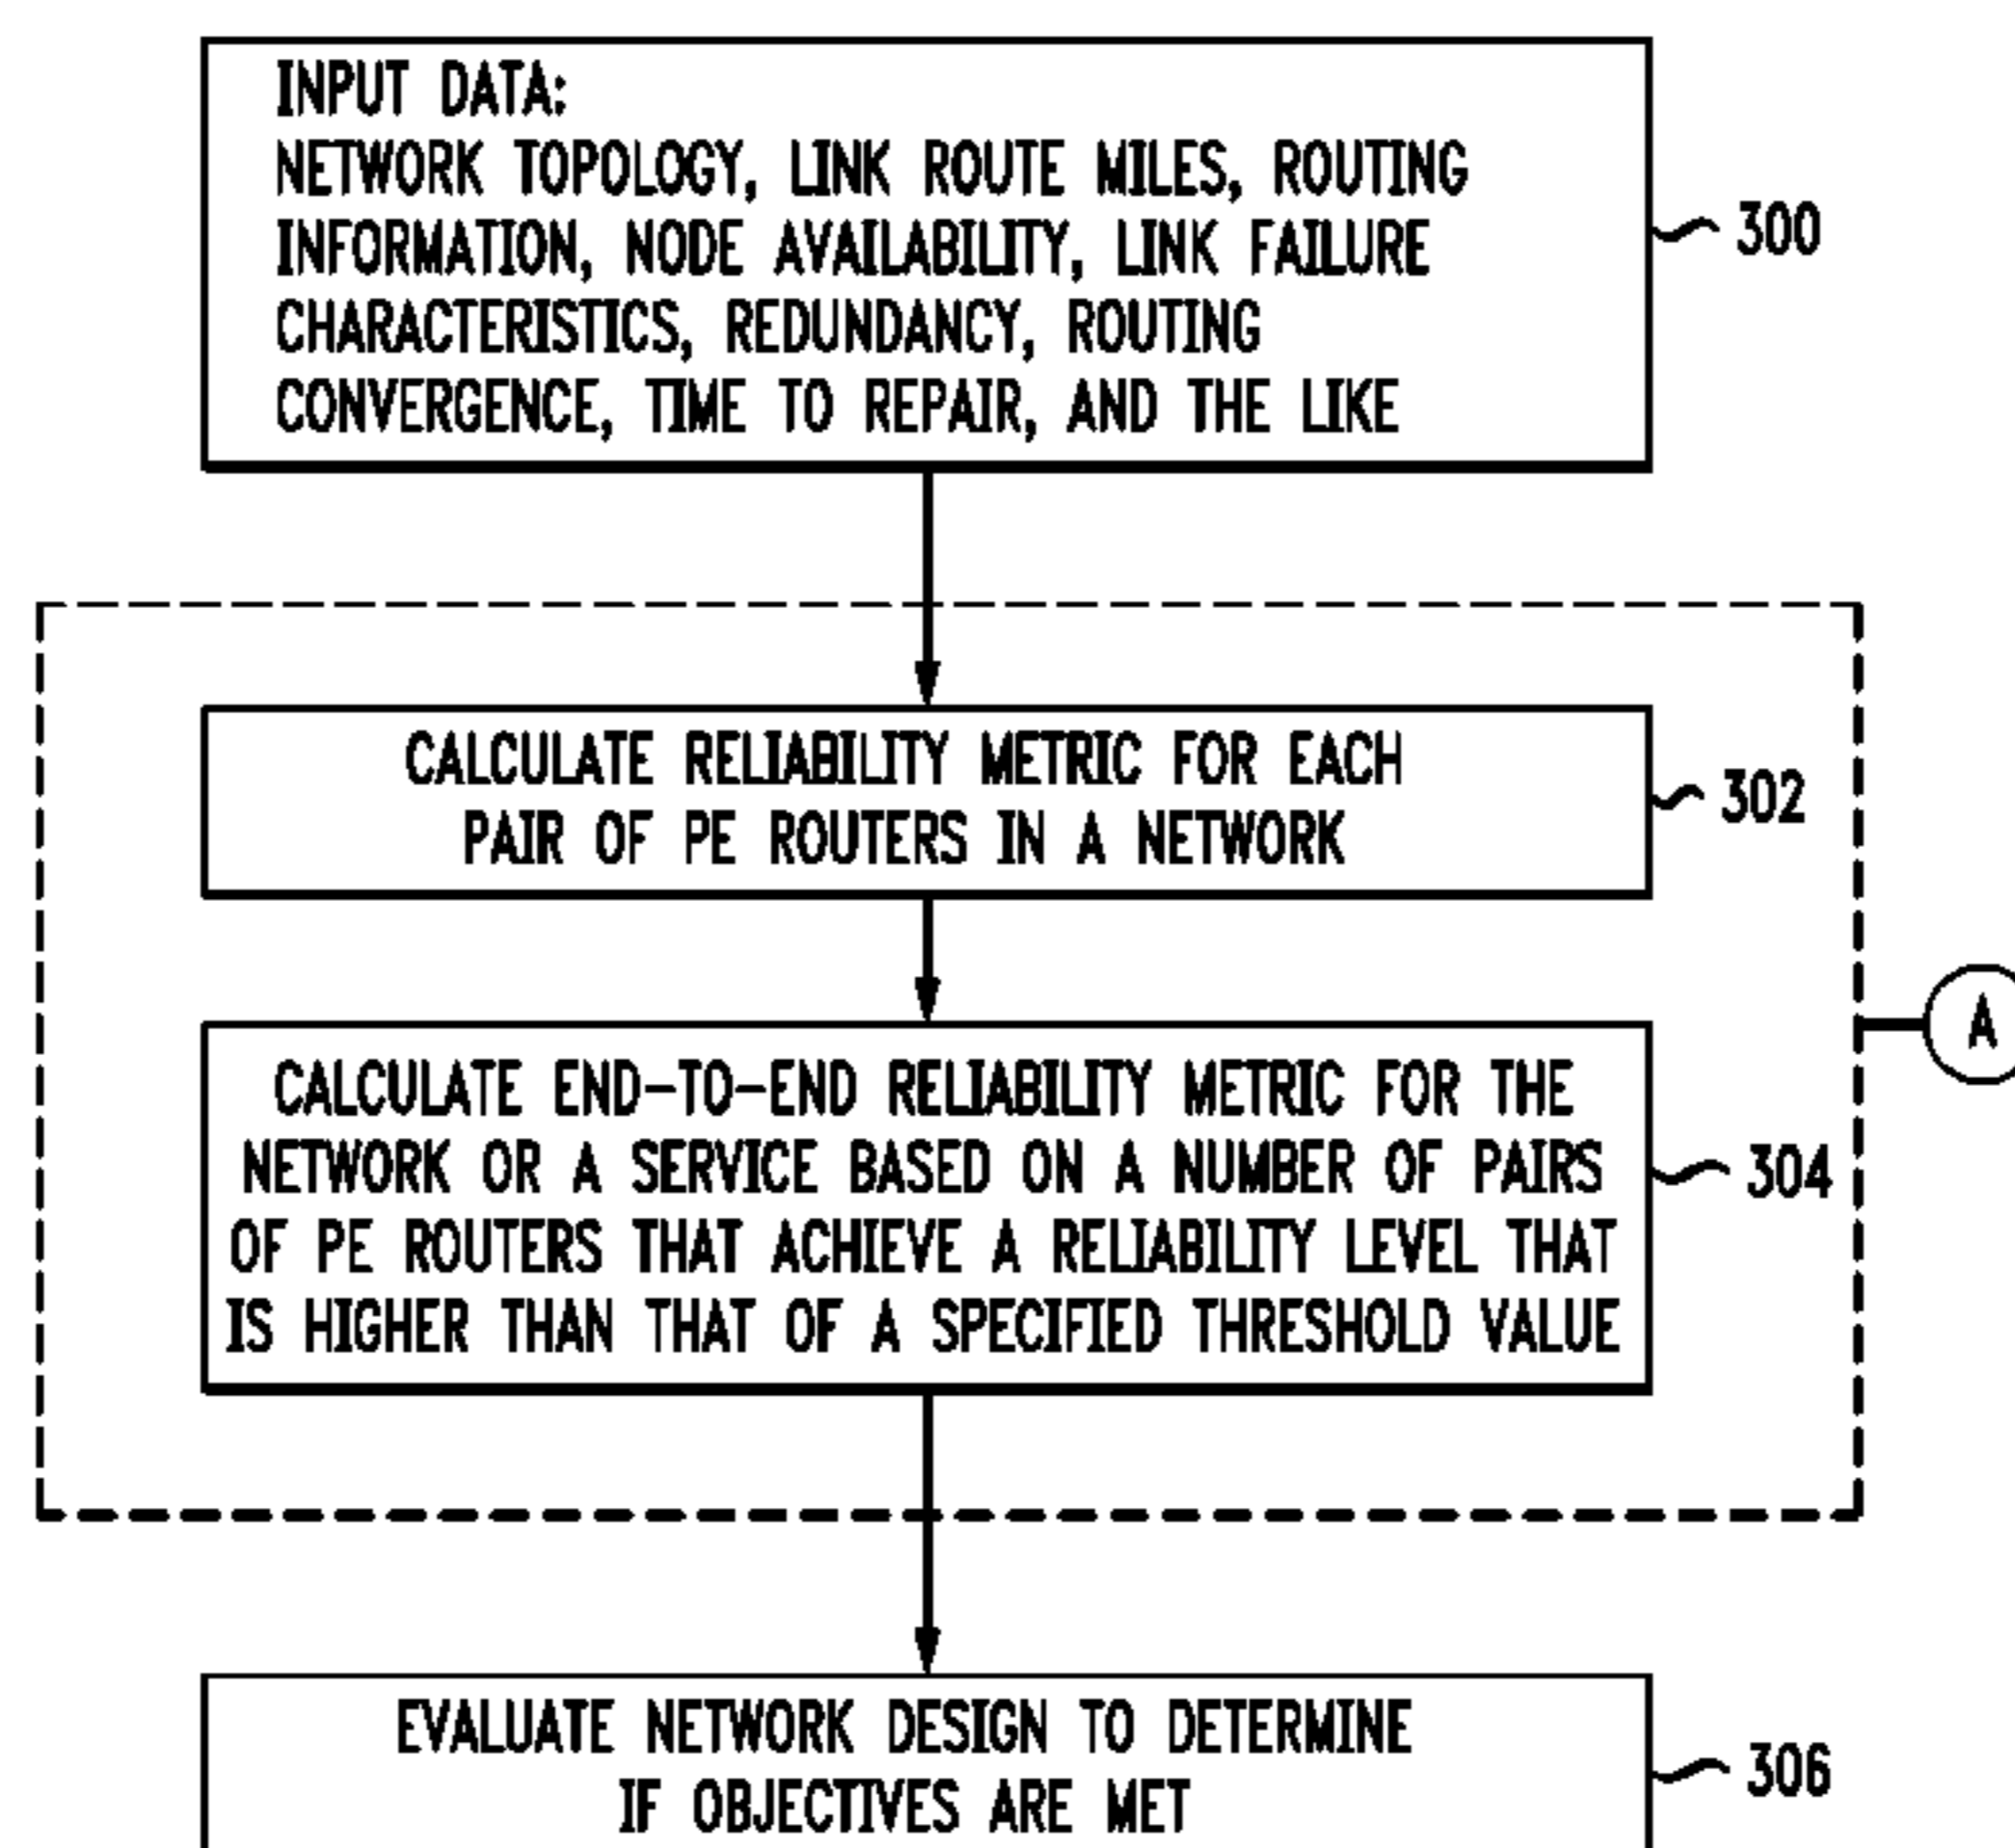 INPUT DATA:
NETWORK TOPOLOGY, LINK ROUTE MILES, ROUTING
INFORMATION, NODE AVAILABILITY, LINK FAILURE
CHARACTERISTICS, REDUNDANCY, ROUTING
CONVERGENCE, TIME TO REPAIR, AND THE LIKE
300
CALCULATE RELIABILITY METRIC FOR EACH
PAIR OF PE ROUTERS IN A NETWORK
302
A
CALCULATE END-TO-END RELIABILITY METRIC FOR THE
NETWORK OR A SERVICE BASED ON A NUMBER OF PAIRS
OF PE ROUTERS THAT ACHIEVE A RELIABILITY LEVEL THAT
IS HIGHER THAN THAT OF A SPECIFIED THRESHOLD VALUE
304
EVALUATE NETWORK DESIGN TO DETERMINE
IF OBJECTIVES ARE MET
306